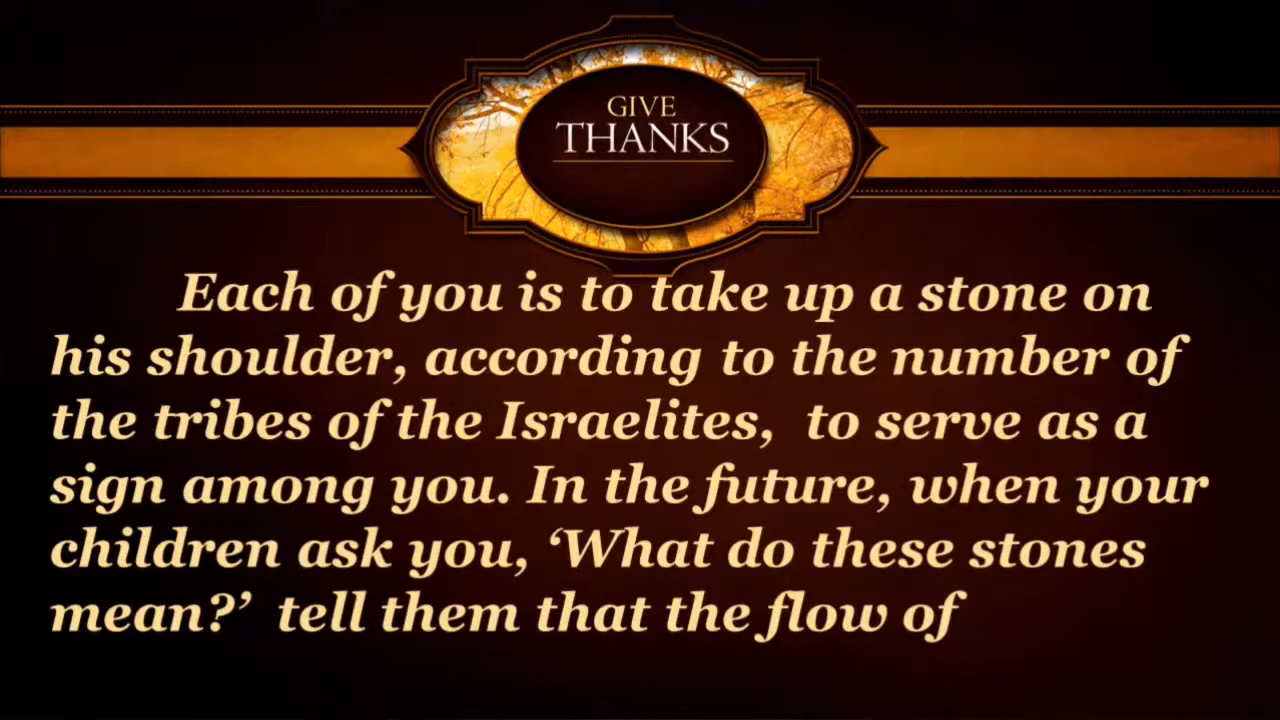 GIVE
THANKS
Each of you is to take up a stone on
his shoulder, according to the number of
the tribes of the Israelites,  to serve as a
sign among you. In the future, when your
children ask you, ‘What do these stones
mean?’  tell them that the flow of